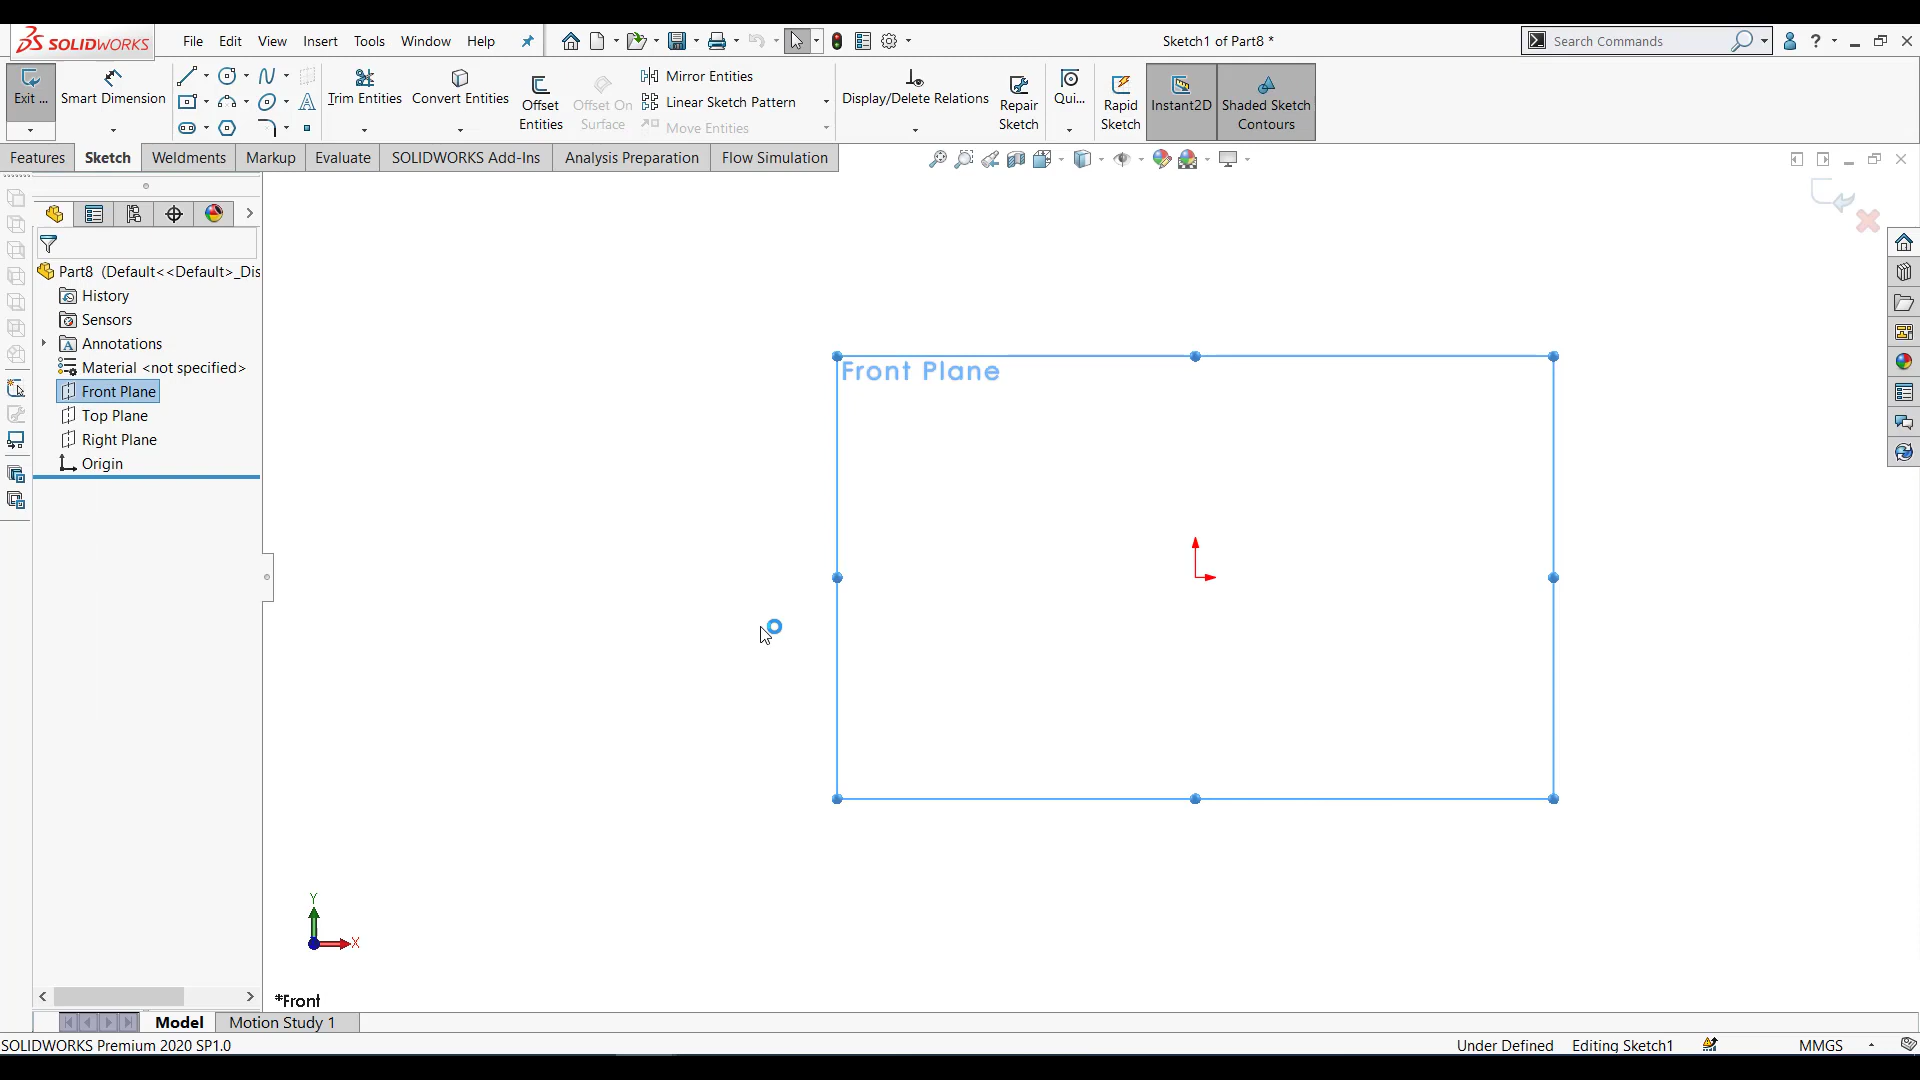 SOLIDWORKS File Edit View Insert Tools Window Help Sketch1 of Part8 * Search Commands ?
Exit ... Smart Dimension Trim Entities Convert Entities Offset Entities Offset On Surface Mirror Entities Display/Delete Relations Repair Sketch Qui... Rapid Sketch Instant2D Shaded Sketch Contours
Linear Sketch Pattern
Move Entities
Features Sketch Weldments Markup Evaluate SOLIDWORKS Add-Ins Analysis Preparation Flow Simulation
Part8 (Default<<Default>_Dis
History
Sensors
Annotations
Material <not specified>
Front Plane
Top Plane
Right Plane
Origin
Front Plane
Y
X
*Front
Model Motion Study 1
SOLIDWORKS Premium 2020 SP1.0 Under Defined Editing Sketch1 MMGS